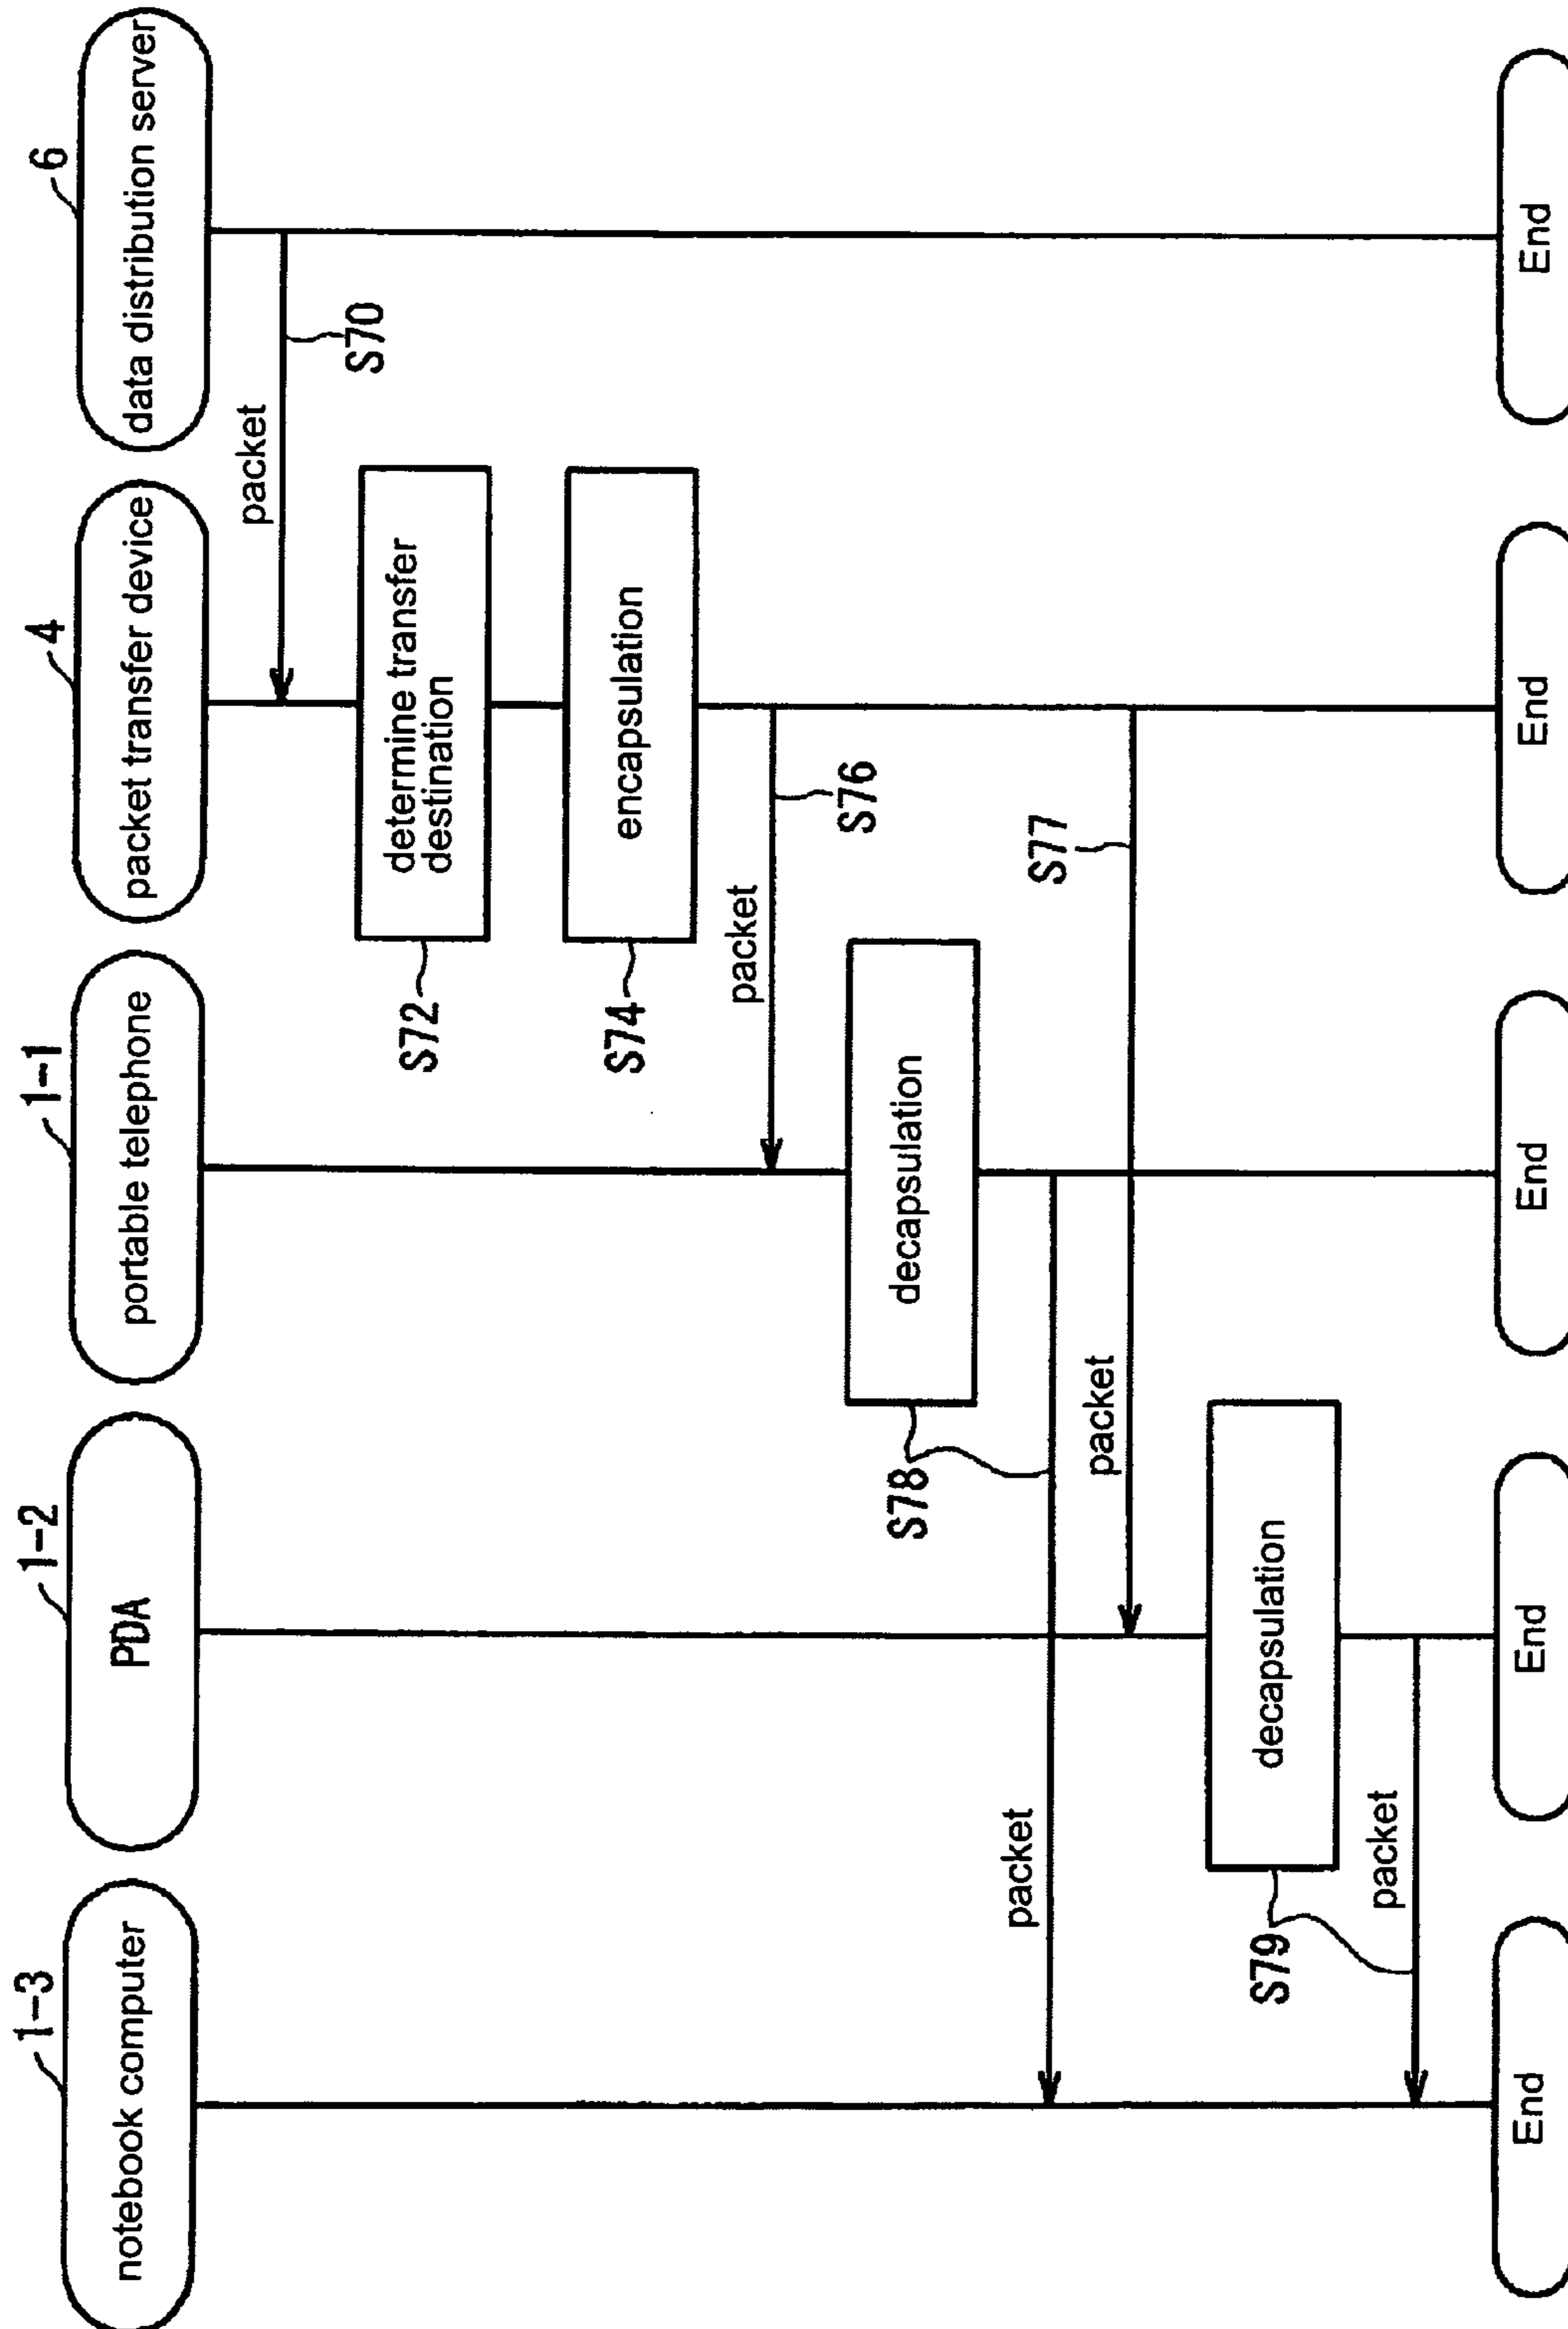 1-3
notebook computer
1-2
PDA
1-1
portable telephone
4
packet transfer device
6
data distribution server
packet
S70
S72
determine transfer
destination
S74
encapsulation
packet
S76
decapsulation
S78
packet
packet
S77
decapsulation
S79
packet
End
End
End
End
End